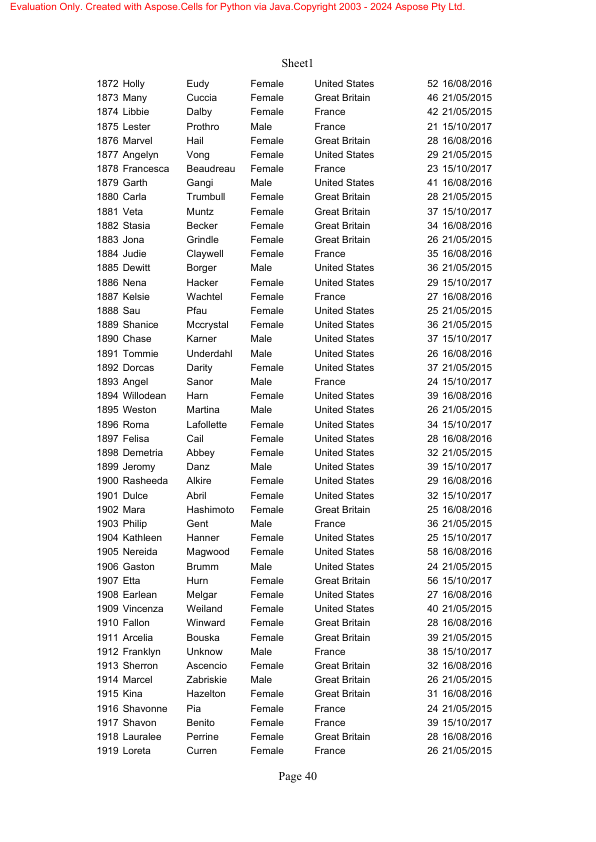 Evaluation Only. Created with Aspose.Cells for Python via Java.Copyright 2003 - 2024 Aspose Pty Ltd.
Sheet1
1872 Holly Eudy Female United States 52 16/08/2016
1873 Many Cuccia Female Great Britain 46 21/05/2015
1874 Libbie Dalby Female France 42 21/05/2015
1875 Lester Prothro Male France 21 15/10/2017
1876 Marvel Hail Female Great Britain 28 16/08/2016
1877 Angelyn Vong Female United States 29 21/05/2015
1878 Francesca Beaudreau Female France 23 15/10/2017
1879 Garth Gangi Male United States 41 16/08/2016
1880 Carla Trumbull Female Great Britain 28 21/05/2015
1881 Veta Muntz Female Great Britain 37 15/10/2017
1882 Stasia Becker Female Great Britain 34 16/08/2016
1883 Jona Grindle Female Great Britain 26 21/05/2015
1884 Judie Claywell Female France 35 16/08/2016
1885 Dewitt Borger Male United States 36 21/05/2015
1886 Nena Hacker Female United States 29 15/10/2017
1887 Kelsie Wachtel Female France 27 16/08/2016
1888 Sau Pfau Female United States 25 21/05/2015
1889 Shanice Mccrystal Female United States 36 21/05/2015
1890 Chase Karner Male United States 37 15/10/2017
1891 Tommie Underdahl Male United States 26 16/08/2016
1892 Dorcas Darity Female United States 37 21/05/2015
1893 Angel Sanor Male France 24 15/10/2017
1894 Willodean Harn Female United States 39 16/08/2016
1895 Weston Martina Male United States 26 21/05/2015
1896 Roma Lafollette Female United States 34 15/10/2017
1897 Felisa Cail Female United States 28 16/08/2016
1898 Demetria Abbey Female United States 32 21/05/2015
1899 Jeromy Danz Male United States 39 15/10/2017
1900 Rasheeda Alkire Female United States 29 16/08/2016
1901 Dulce Abril Female United States 32 15/10/2017
1902 Mara Hashimoto Female Great Britain 25 16/08/2016
1903 Philip Gent Male France 36 21/05/2015
1904 Kathleen Hanner Female United States 25 15/10/2017
1905 Nereida Magwood Female United States 58 16/08/2016
1906 Gaston Brumm Male United States 24 21/05/2015
1907 Etta Hurn Female Great Britain 56 15/10/2017
1908 Earlean Melgar Female United States 27 16/08/2016
1909 Vincenza Weiland Female United States 40 21/05/2015
1910 Fallon Winward Female Great Britain 28 16/08/2016
1911 Arcelia Bouska Female Great Britain 39 21/05/2015
1912 Franklyn Unknow Male France 38 15/10/2017
1913 Sherron Ascencio Female Great Britain 32 16/08/2016
1914 Marcel Zabriskie Male Great Britain 26 21/05/2015
1915 Kina Hazelton Female Great Britain 31 16/08/2016
1916 Shavonne Pia Female France 24 21/05/2015
1917 Shavon Benito Female France 39 15/10/2017
1918 Lauralee Perrine Female Great Britain 28 16/08/2016
1919 Loreta Curren Female France 26 21/05/2015
Page 40